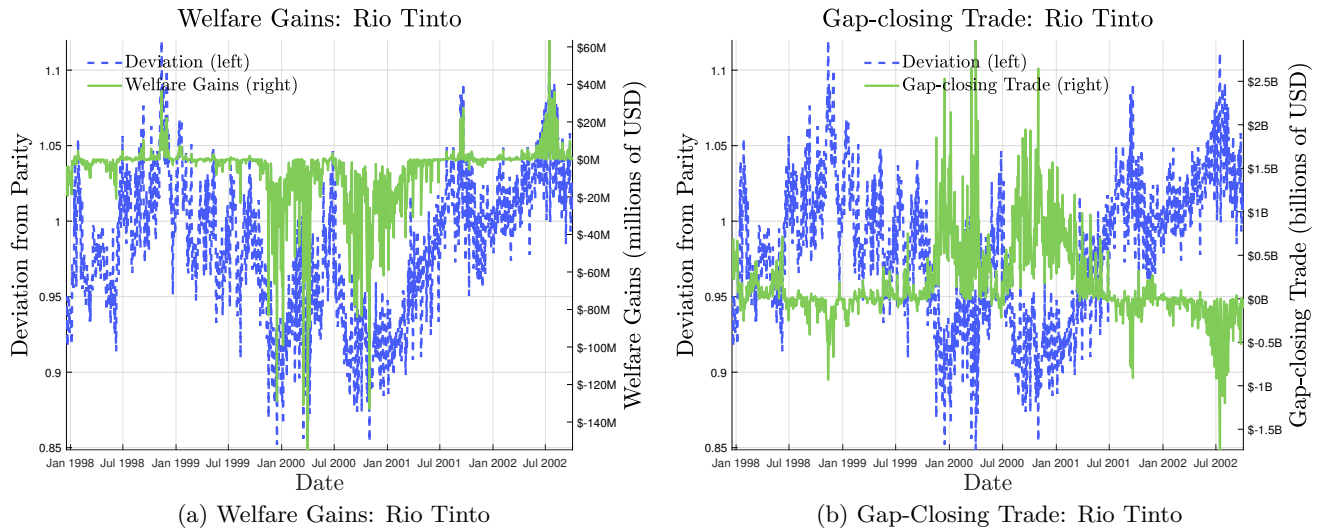 Welfare Gains: Rio Tinto
Deviation (left)
Welfare Gains (right)
Deviation from Parity
1.1
1.05
1
0.95
0.9
0.85
$60M
$40M
$20M
$0M
$-20M
$-40M
$-60M
$-80M
$-100M
$-120M
$-140M
Welfare Gains (millions of USD)
Jan 1998 Jul 1998 Jan 1999 Jul 1999 Jan 2000 Jul 2000 Jan 2001 Jul 2001 Jan 2002 Jul 2002
Date
(a) Welfare Gains: Rio Tinto
Gap-closing Trade: Rio Tinto
Deviation (left)
Gap-closing Trade (right)
Deviation from Parity
1.1
1.05
1
0.95
0.9
0.85
$2.5B
$2B
$1.5B
$1B
$0.5B
$0B
$-0.5B
$-1B
$-1.5B
Gap-closing Trade (billions of USD)
Jan 1998 Jul 1998 Jan 1999 Jul 1999 Jan 2000 Jul 2000 Jan 2001 Jul 2001 Jan 2002 Jul 2002
Date
(b) Gap-Closing Trade: Rio Tinto